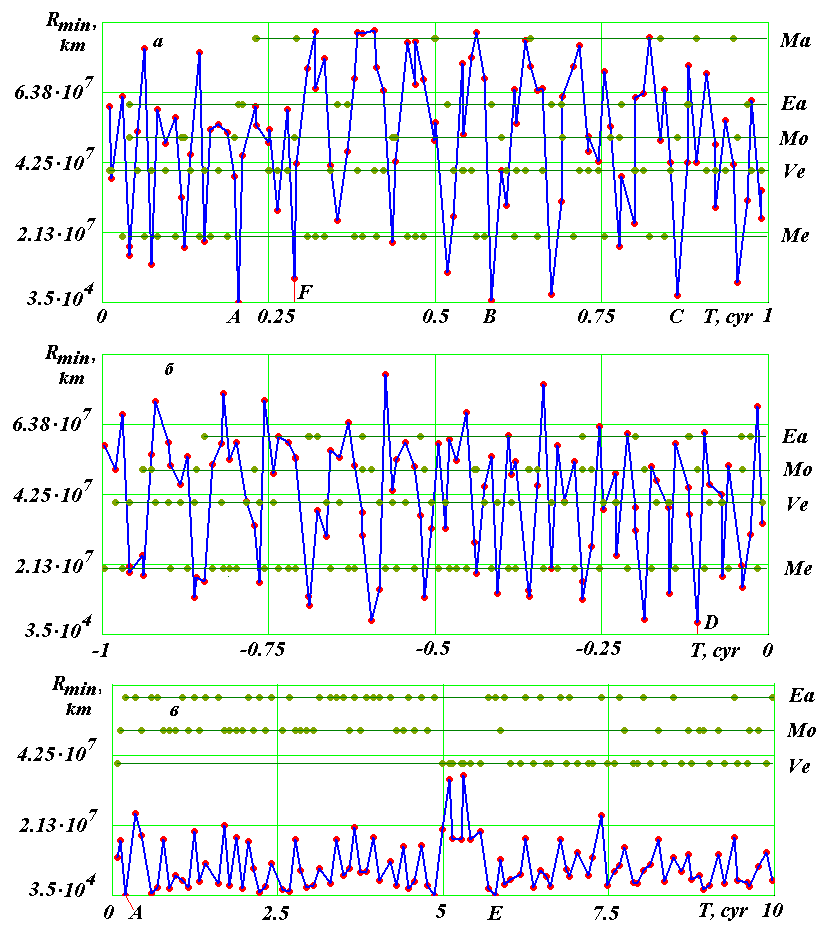 R_min,
km
а
Ma
6.38·10^7
Ea
Mo
4.25·10^7
Ve
2.13·10^7
Me
3.5·10^4
F
0 A 0.25 0.5 B 0.75 C T, cyr 1
R_min,
km
б
6.38·10^7
Ea
Mo
4.25·10^7
Ve
2.13·10^7
Me
3.5·10^4
D
-1 -0.75 -0.5 -0.25 T, cyr 0
R_min,
km
в
Ea
Mo
4.25·10^7
Ve
2.13·10^7
3.5·10^4
0 A 2.5 5 E 7.5 T, cyr 10